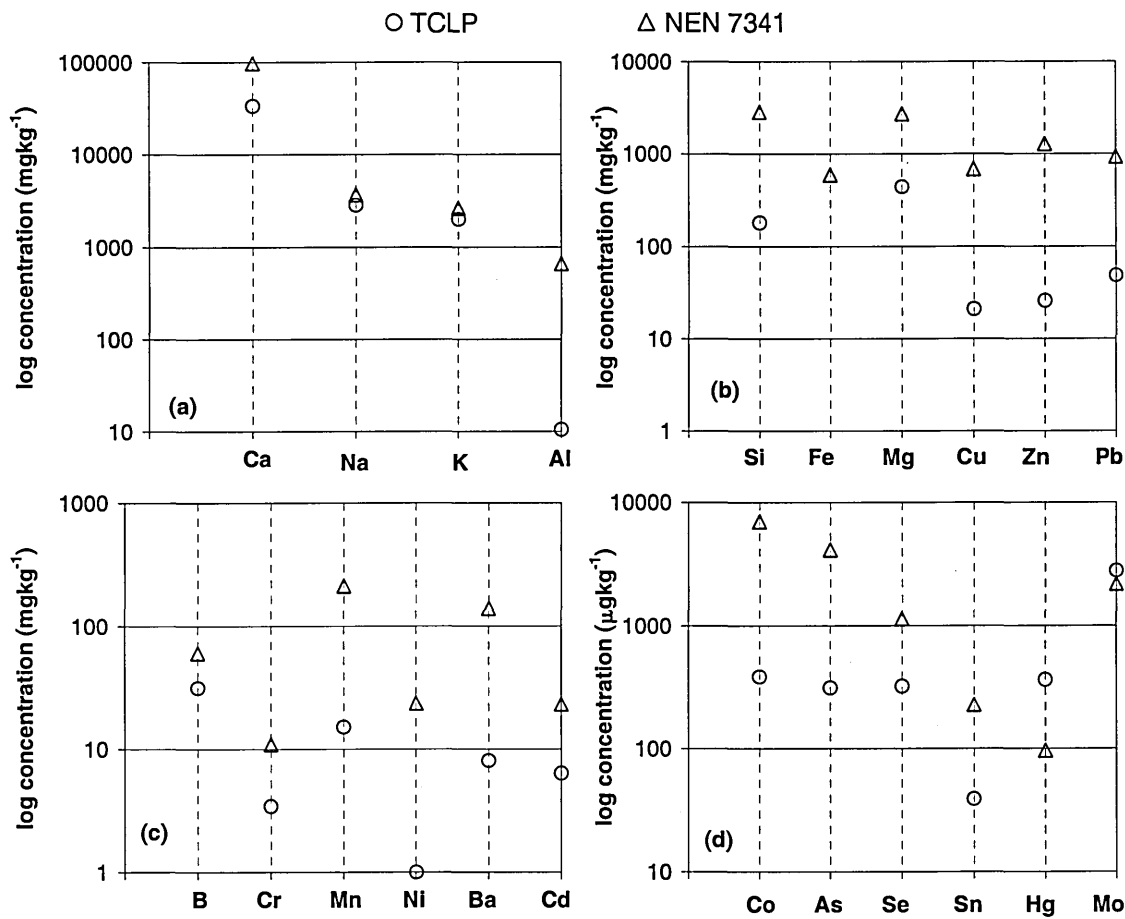 ○ TCLP △ NEN 7341
log concentration (mgkg⁻¹)
100000
10000
1000
100
10
(a)
Ca Na K Al
log concentration (mgkg⁻¹)
10000
1000
100
10
1
(b)
Si Fe Mg Cu Zn Pb
log concentration (mgkg⁻¹)
1000
100
10
1
(c)
B Cr Mn Ni Ba Cd
log concentration (μgkg⁻¹)
10000
1000
100
10
(d)
Co As Se Sn Hg Mo